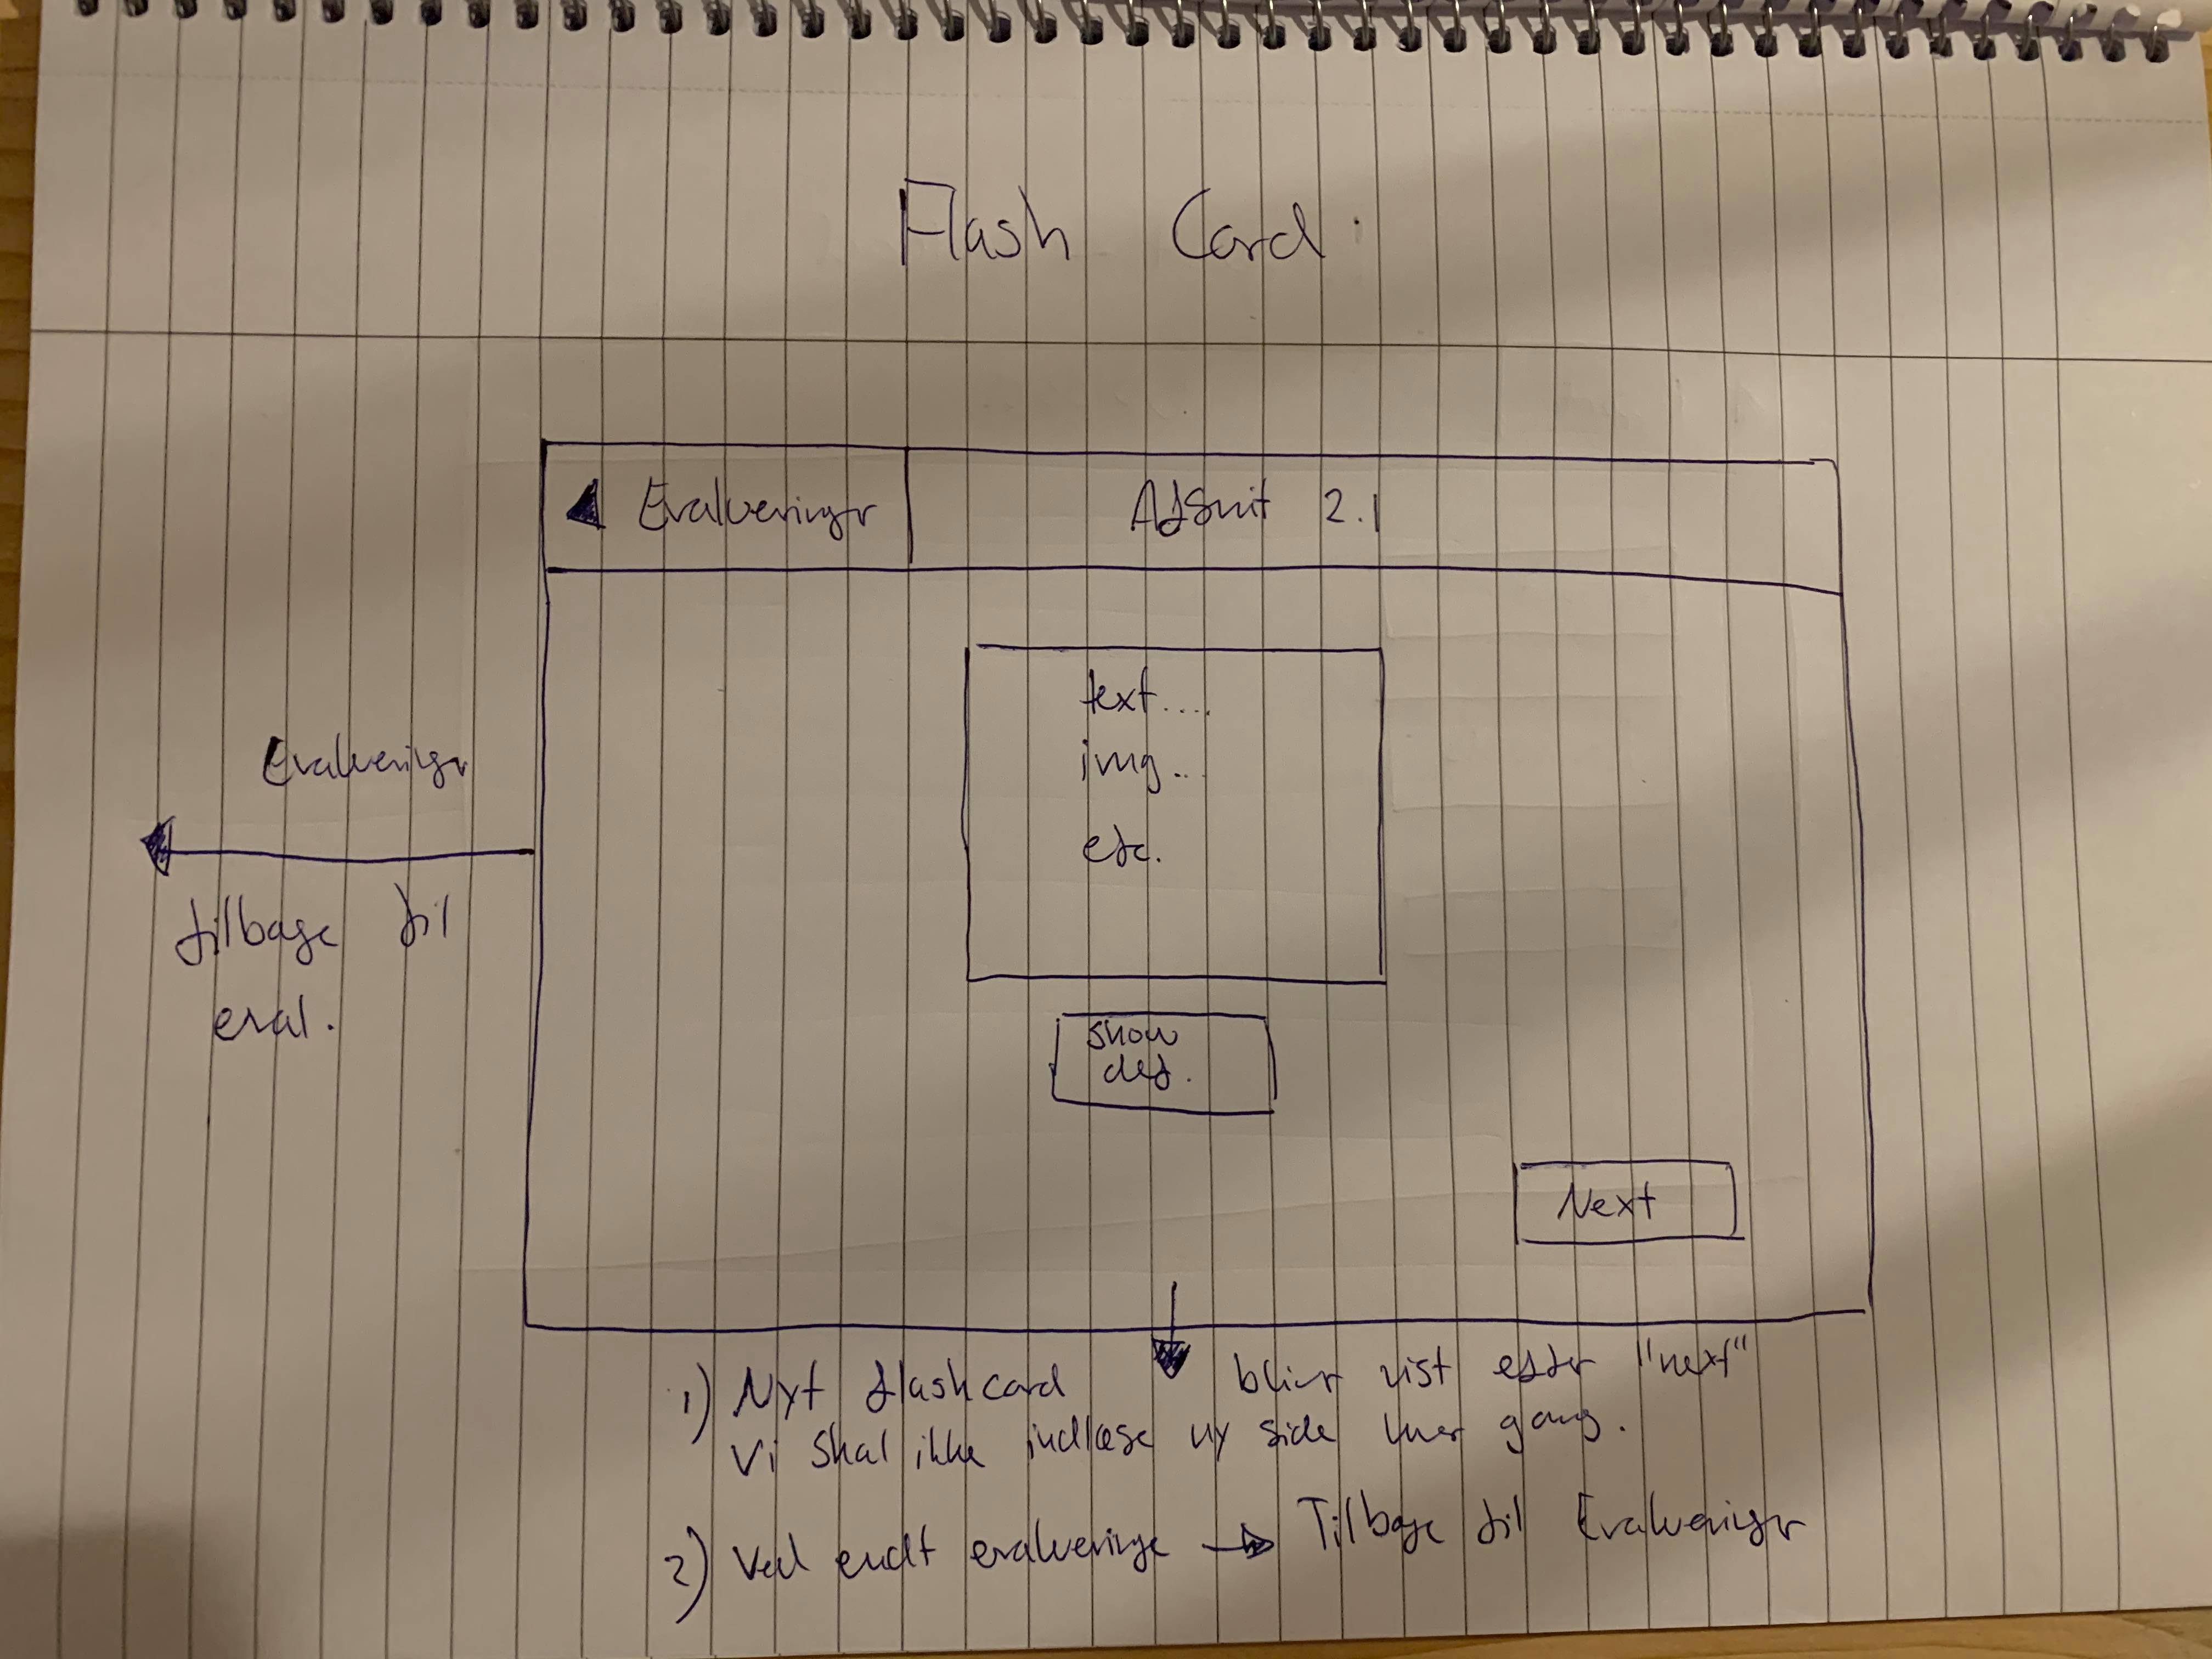 Flash Card.
Evalueringer
Afsnit 2.1
text....
img...
etc.
show
def.
Next
Evalueringer
tilbage til
eval.
1) Nyt flashcard bliver vist efter "next"
Vi skal ikke indlæse ny side hver gang.
2) Ved endt evalueringe → Tilbage til Evalueringer